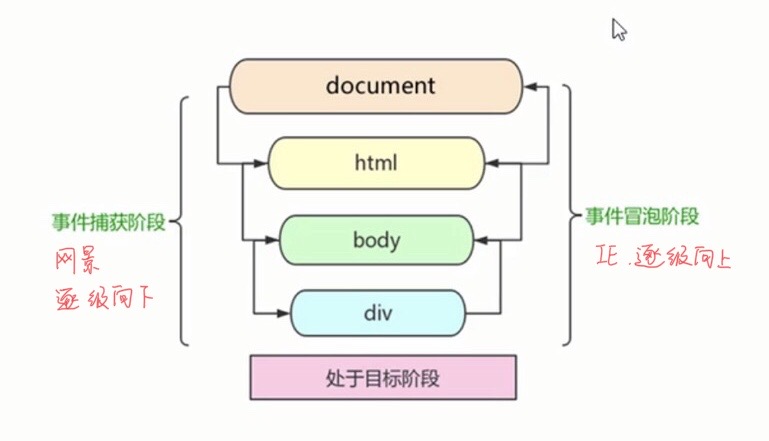 document
html
事件捕获阶段
事件冒泡阶段
body
网景
IE.逐级向上
逐级向下
div
处于目标阶段